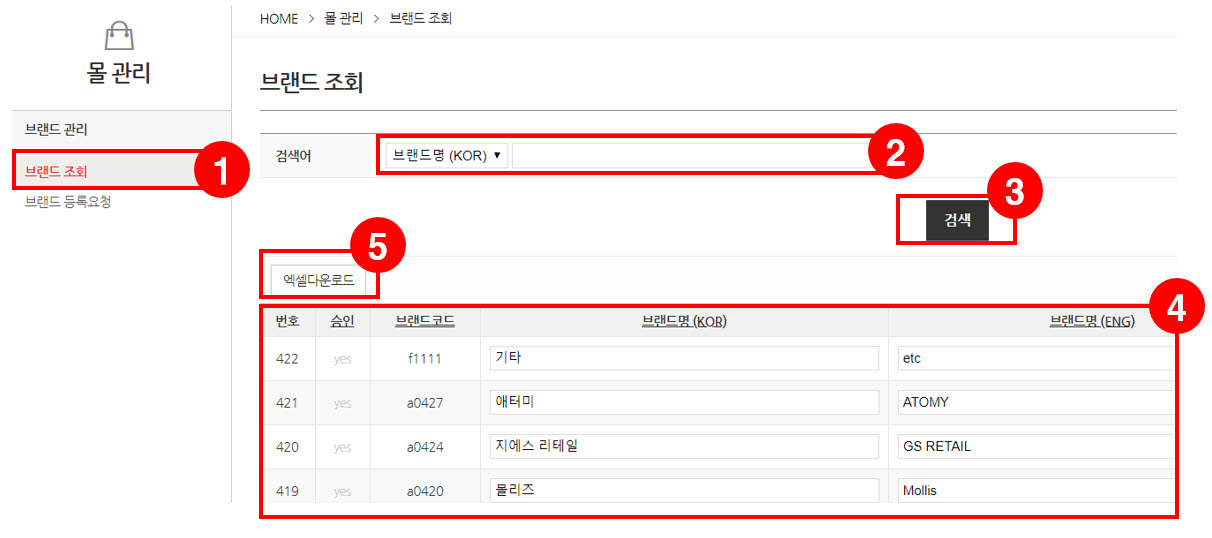 HOME > 몰 관리 > 브랜드 조회
몰 관리
브랜드 조회
브랜드 관리
1
브랜드 조회
브랜드 등록요청
검색어
브랜드명 (KOR) ▼
2
3
검색
5
엑셀다운로드
4
번호 승인 브랜드코드 브랜드명 (KOR) 브랜드명 (ENG)
422 yes f1111 기타 etc
421 yes a0427 애터미 ATOMY
420 yes a0424 지에스 리테일 GS RETAIL
419 yes a0420 몰리즈 Mollis